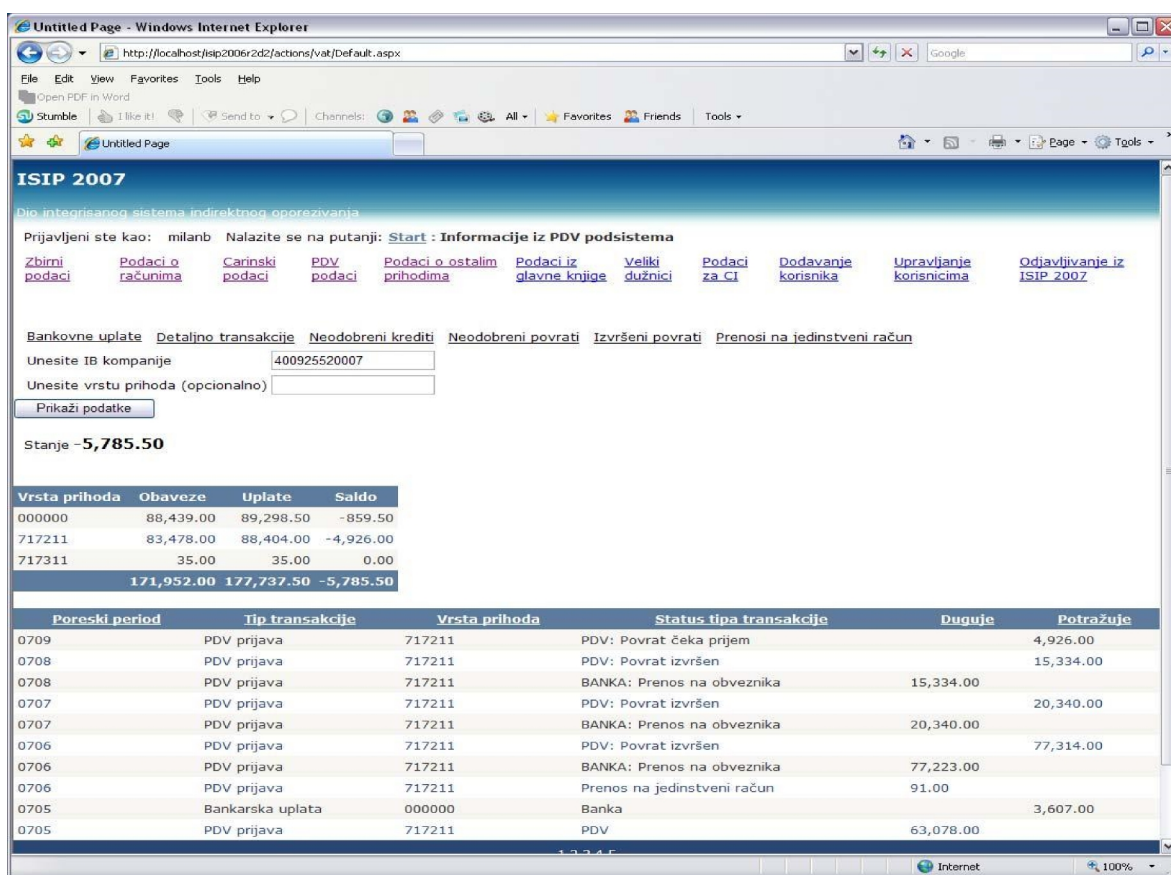 Untitled Page - Windows Internet Explorer
http://localhost/isip2006r2d2/actions/vat/Default.aspx
Google
File Edit View Favorites Tools Help
Open PDF in Word
Stumble I like it! Send to Channels: All Favorites Friends Tools
Untitled Page Page Tools
ISIP 2007
Dio integrisanog sistema indirektnog oporezivanja
Prijavljeni ste kao: milanb Nalazite se na putanji: Start : Informacije iz PDV podsistema
Zbirni podaci Podaci o računima Carinski podaci PDV podaci Podaci o ostalim prihodima Podaci iz glavne knjige Veliki dužnici Podaci za CI Dodavanje korisnika Upravljanje korisnicima Odjavljivanje iz ISIP 2007
Bankovne uplate Detaljno transakcije Neodobreni krediti Neodobreni povrati Izvršeni povrati Prenosi na jedinstveni račun
Unesite IB kompanije 400925520007
Unesite vrstu prihoda (opcionalno)
Prikaži podatke
Stanje -5,785.50
Vrsta prihoda Obaveze Uplate Saldo
000000 88,439.00 89,298.50 -859.50
717211 83,478.00 88,404.00 -4,926.00
717311 35.00 35.00 0.00
171,952.00 177,737.50 -5,785.50
Poreski period Tip transakcije Vrsta prihoda Status tipa transakcije Duguje Potražuje
0709 PDV prijava 717211 PDV: Povrat čeka prijem 4,926.00
0708 PDV prijava 717211 PDV: Povrat izvršen 15,334.00
0708 PDV prijava 717211 BANKA: Prenos na obveznika 15,334.00
0707 PDV prijava 717211 PDV: Povrat izvršen 20,340.00
0707 PDV prijava 717211 BANKA: Prenos na obveznika 20,340.00
0706 PDV prijava 717211 PDV: Povrat izvršen 77,314.00
0706 PDV prijava 717211 BANKA: Prenos na obveznika 77,223.00
0706 PDV prijava 717211 Prenos na jedinstveni račun 91.00
0705 Bankarska uplata 000000 Banka 3,607.00
0705 PDV prijava 717211 PDV 63,078.00
1 2 3 4 5
Internet 100%